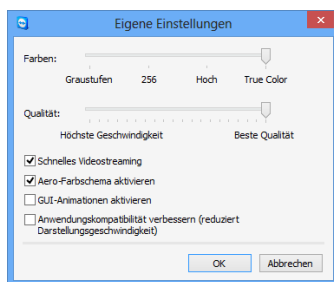 Eigene Einstellungen
Farben:
Graustufen 256 Hoch True Color
Qualität:
Höchste Geschwindigkeit Beste Qualität
Schnelles Videostreaming
Aero-Farbschema aktivieren
GUI-Animationen aktivieren
Anwendungskompatibilität verbessern (reduziert
Darstellungsgeschwindigkeit)
OK Abbrechen